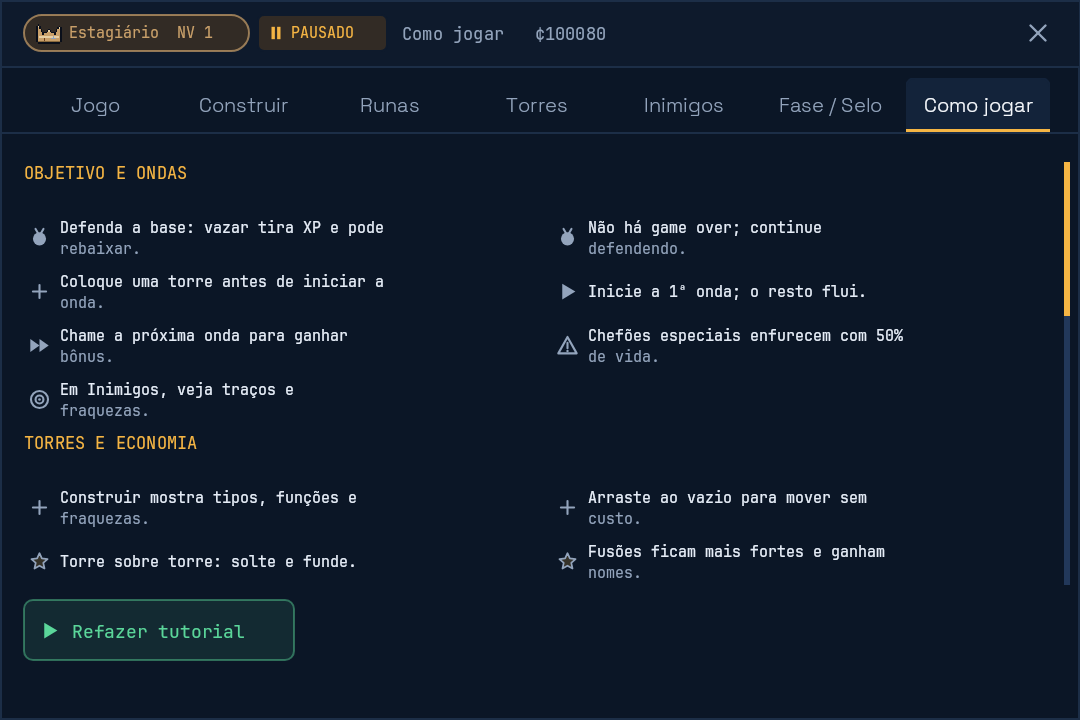 Estagiário NV 1
PAUSADO
Como jogar
₵100080
Jogo
Construir
Runas
Torres
Inimigos
Fase / Selo
Como jogar
OBJETIVO E ONDAS
Defenda a base: vazar tira XP e pode
rebaixar.
Não há game over; continue
defendendo.
Coloque uma torre antes de iniciar a
onda.
Inicie a 1ª onda; o resto flui.
Chame a próxima onda para ganhar
bônus.
Chefões especiais enfurecem com 50%
de vida.
Em Inimigos, veja traços e
fraquezas.
TORRES E ECONOMIA
Construir mostra tipos, funções e
fraquezas.
Arraste ao vazio para mover sem
custo.
Torre sobre torre: solte e funde.
Fusões ficam mais fortes e ganham
nomes.
Refazer tutorial